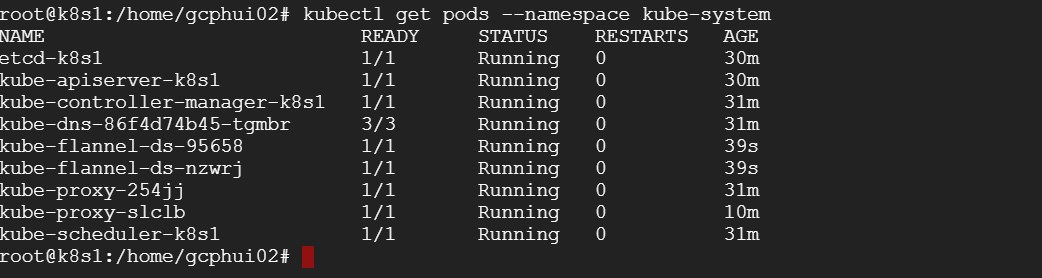 root@k8s1:/home/gcphui02# kubectl get pods --namespace kube-system
NAME READY STATUS RESTARTS AGE
etcd-k8s1 1/1 Running 0 30m
kube-apiserver-k8s1 1/1 Running 0 30m
kube-controller-manager-k8s1 1/1 Running 0 31m
kube-dns-86f4d74b45-tgmbr 3/3 Running 0 31m
kube-flannel-ds-95658 1/1 Running 0 39s
kube-flannel-ds-nzwrj 1/1 Running 0 39s
kube-proxy-254jj 1/1 Running 0 31m
kube-proxy-slclb 1/1 Running 0 10m
kube-scheduler-k8s1 1/1 Running 0 31m
root@k8s1:/home/gcphui02#